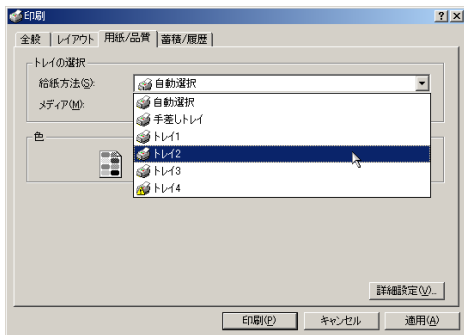 印刷
全般 レイアウト 用紙/品質 蓄積/履歴
トレイの選択
給紙方法(S): 自動選択
メディア(M): 自動選択
手差しトレイ
トレイ1
色 トレイ2
トレイ3
トレイ4
詳細設定(V)...
印刷(P) キャンセル 適用(A)